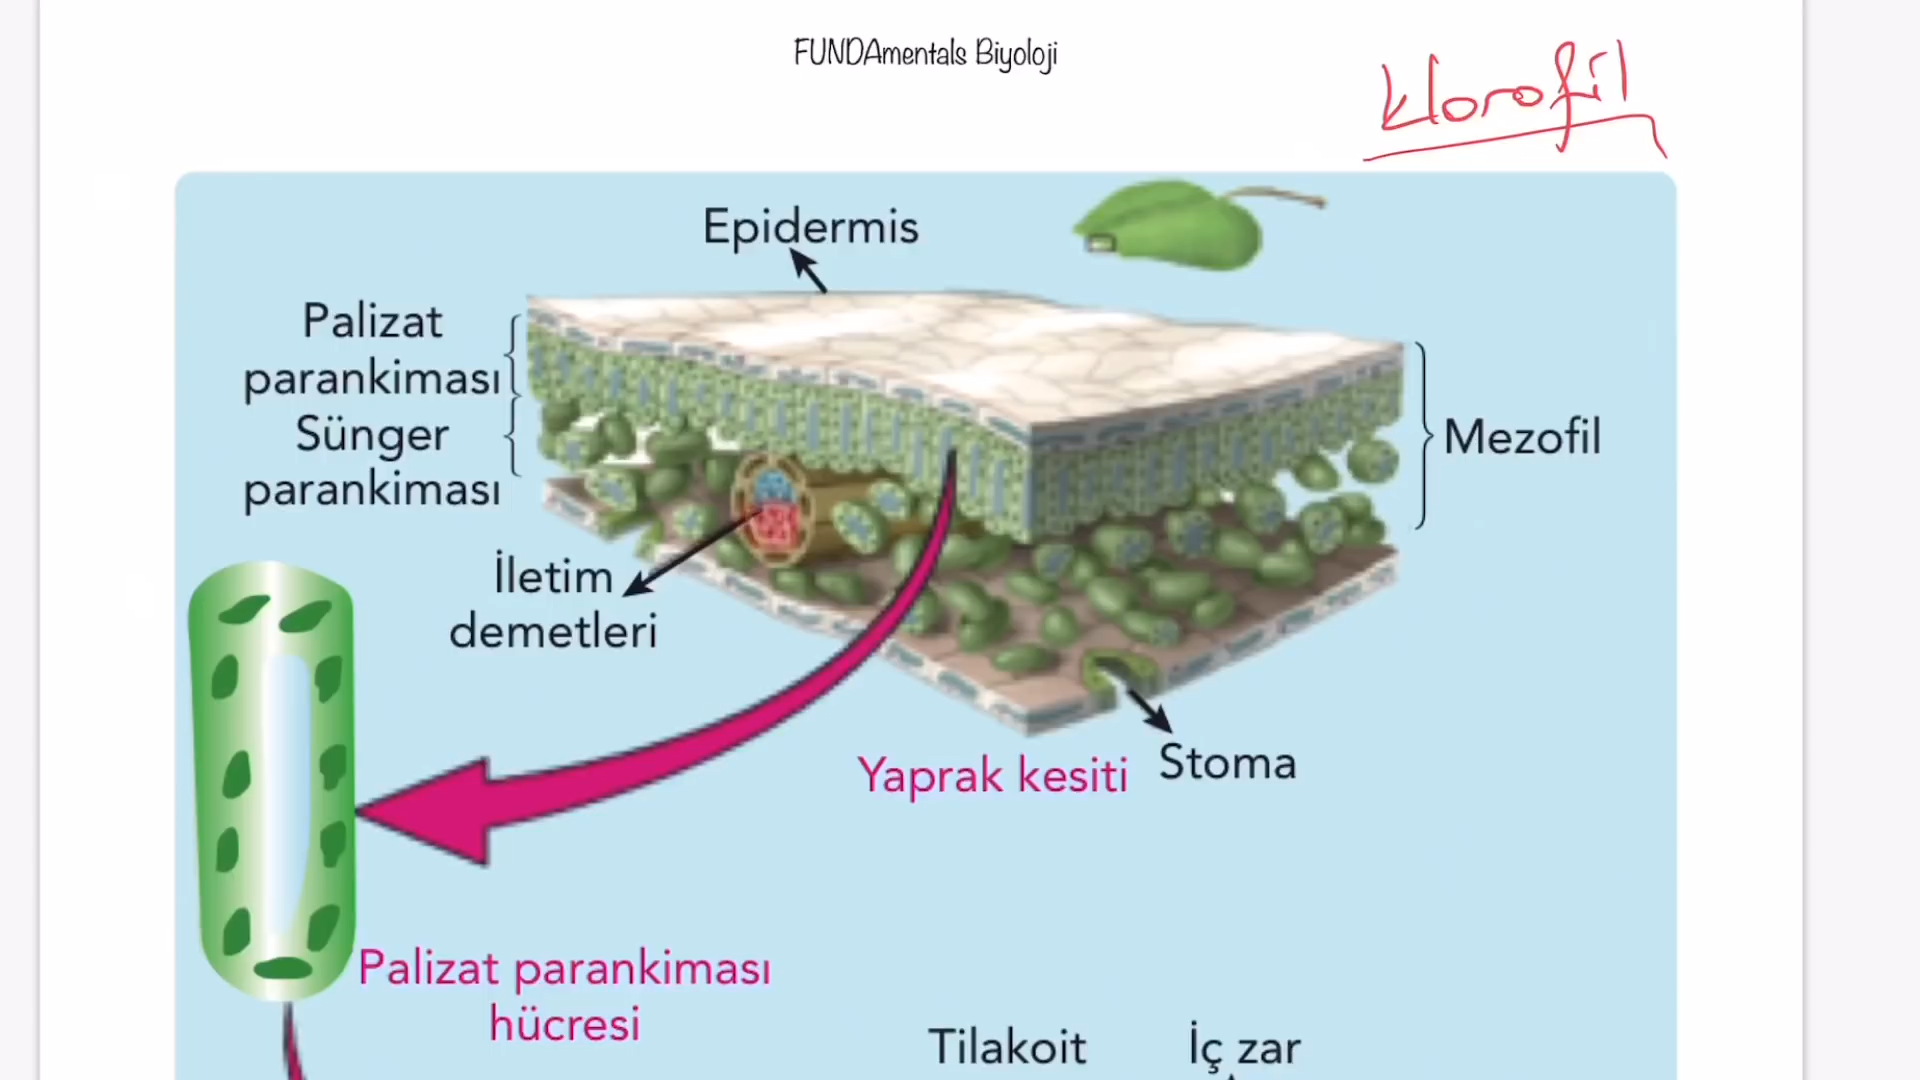 FUNDAmentals Biyoloji
klorofil
Epidermis
Palizat
parankiması
Sünger
parankiması
Mezofil
İletim
demetleri
Yaprak kesiti
Stoma
Palizat parankiması
hücresi
Tilakoit
İç zar